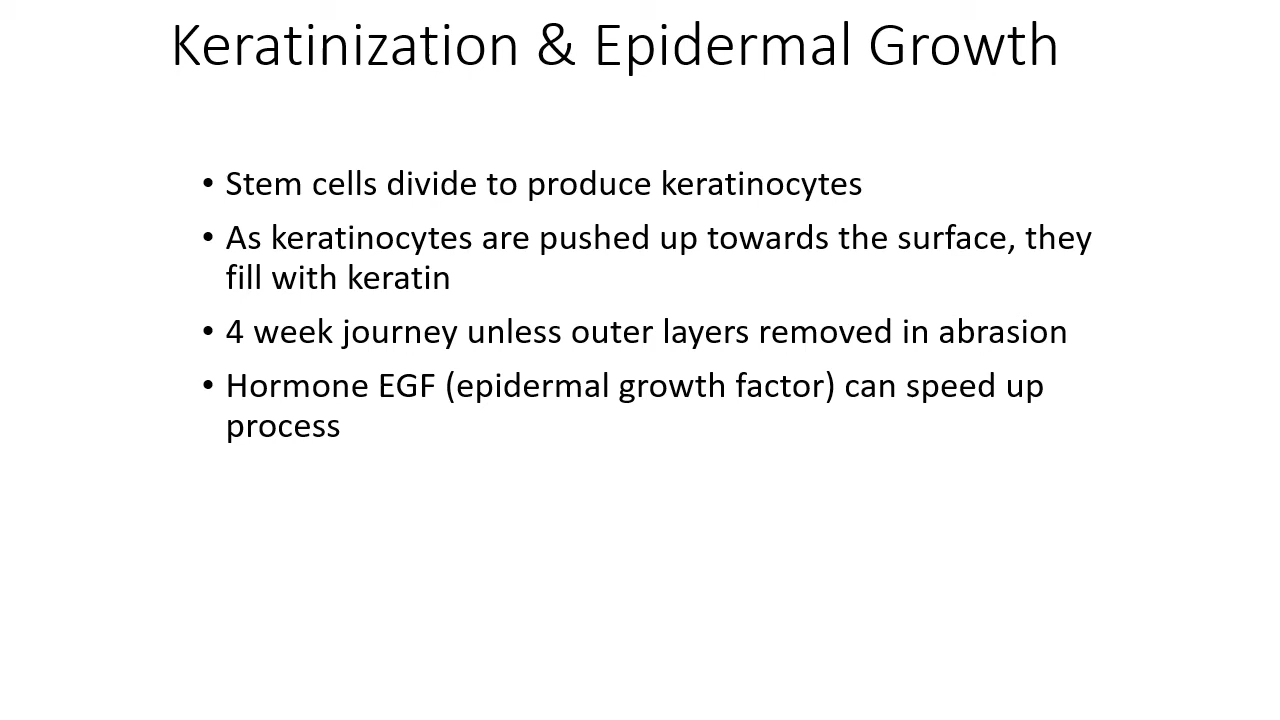 Keratinization & Epidermal Growth
• Stem cells divide to produce keratinocytes
• As keratinocytes are pushed up towards the surface, they
fill with keratin
• 4 week journey unless outer layers removed in abrasion
• Hormone EGF (epidermal growth factor) can speed up
process